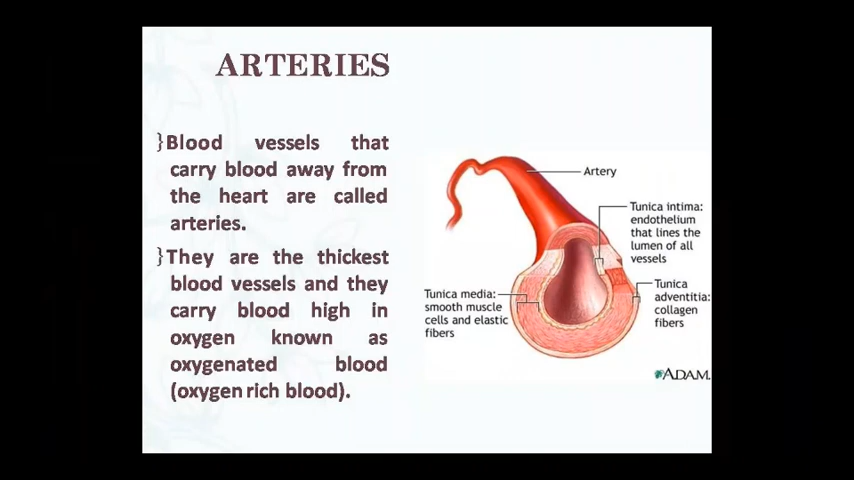 ARTERIES
}Blood vessels that
carry blood away from
the heart are called
arteries.
}They are the thickest
blood vessels and they
carry blood high in
oxygen known as
oxygenated blood
(oxygen rich blood).
Artery
Tunica intima:
endothelium
that lines the
lumen of all
vessels
Tunica
adventitia:
collagen
fibers
Tunica media:
smooth muscle
cells and elastic
fibers
ADAM.